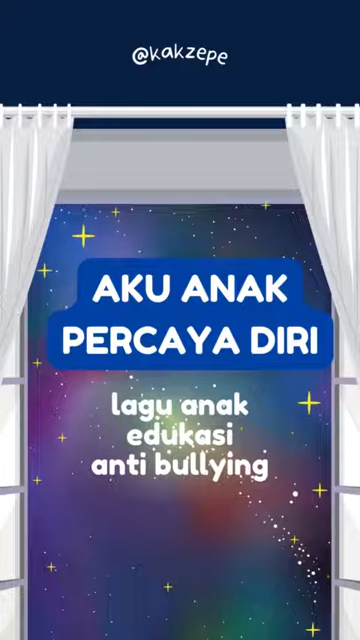 @kakzepe
AKU ANAK
PERCAYA DIRI
lagu anak
edukasi
anti bullying